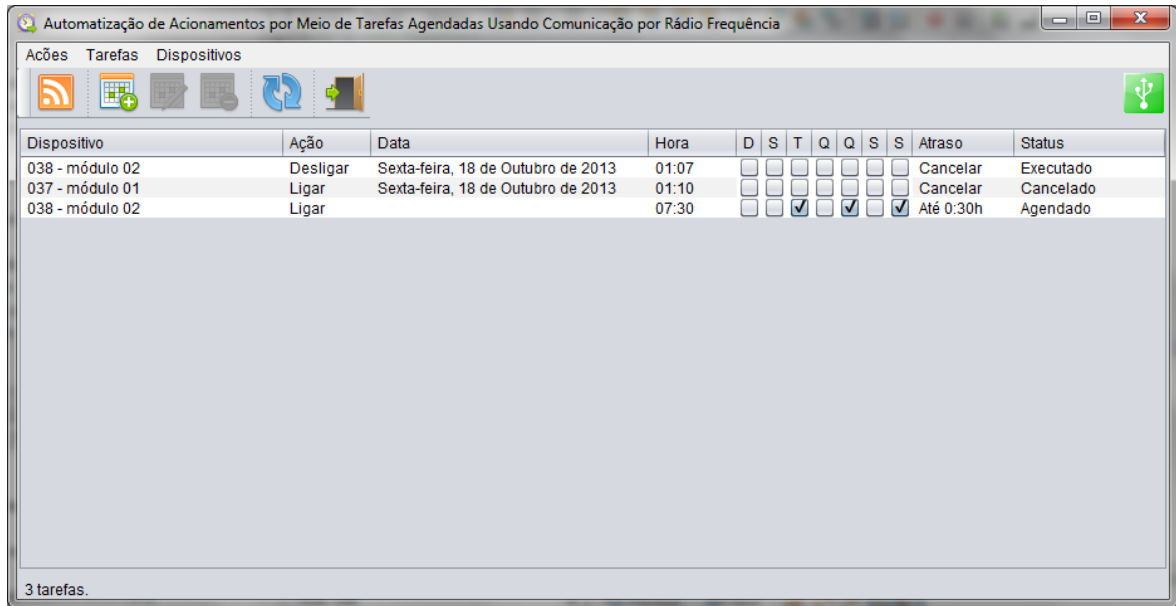 Automatização de Acionamentos por Meio de Tarefas Agendadas Usando Comunicação por Rádio Frequência
Acões Tarefas Dispositivos
Dispositivo Ação Data Hora D S T Q Q S S Atraso Status
038 - módulo 02 Desligar Sexta-feira, 18 de Outubro de 2013 01:07 Cancelar Executado
037 - módulo 01 Ligar Sexta-feira, 18 de Outubro de 2013 01:10 Cancelar Cancelado
038 - módulo 02 Ligar 07:30 Até 0:30h Agendado
3 tarefas.